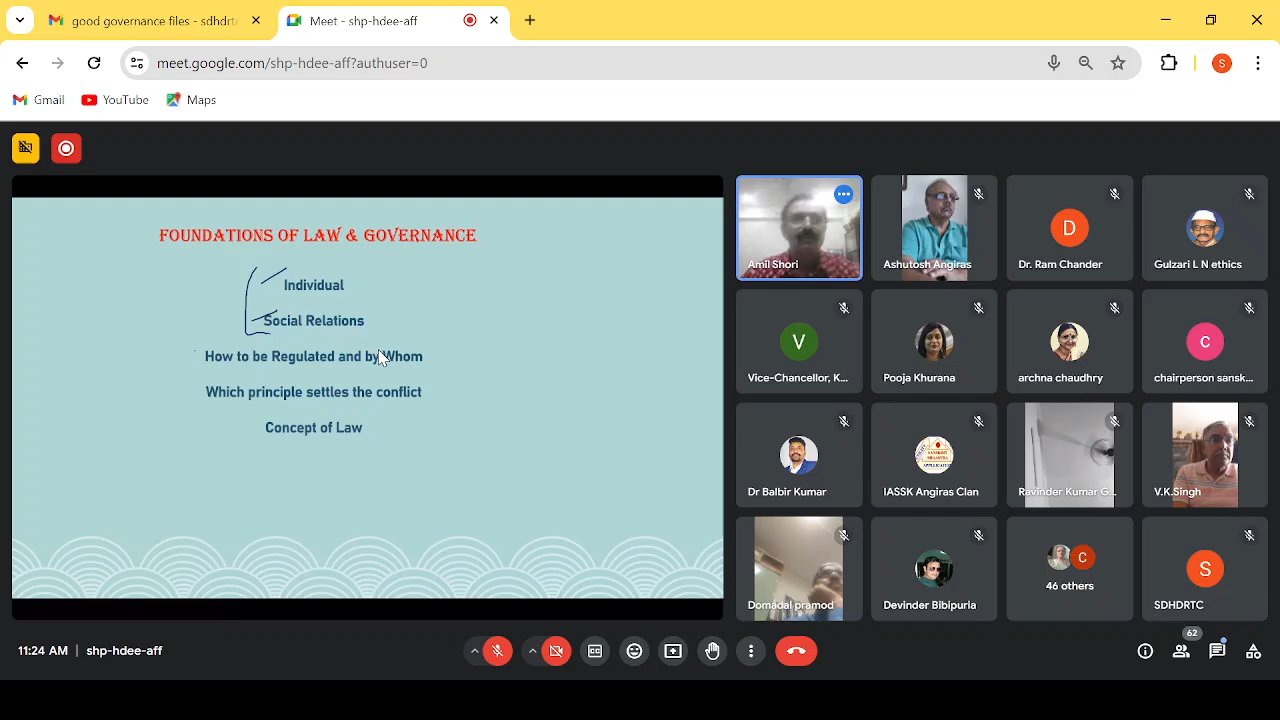 good governance files - sdhdrt
Meet - shp-hdee-aff
meet.google.com/shp-hdee-aff?authuser=0
Gmail
YouTube
Maps
S
FOUNDATIONS OF LAW & GOVERNANCE
Individual
Social Relations
How to be Regulated and by Whom
Which principle settles the conflict
Concept of Law
Amil Shori
Ashutosh Angiras
D
Dr. Ram Chander
Gulzari L N ethics
V
Vice-Chancellor, K...
Pooja Khurana
archna chaudhry
c
chairperson sansk...
Dr Balbir Kumar
IASSK Angiras Clan
Ravinder Kumar G...
V.K.Singh
Domadal pramod
Devinder Bibipuria
C
46 others
S
SDHDRTC
11:24 AM
shp-hdee-aff
62